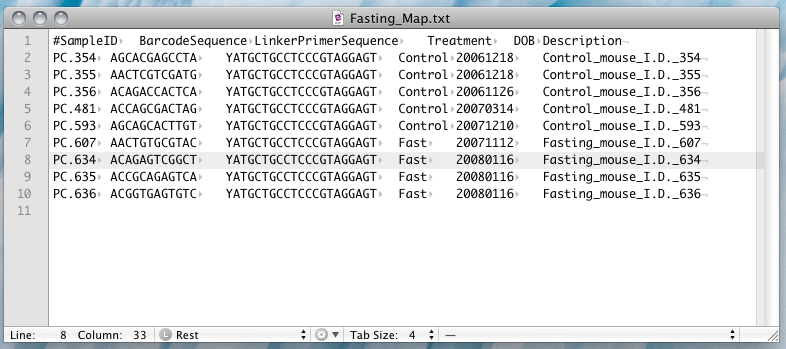 Fasting_Map.txt
1 #SampleID BarcodeSequence LinkerPrimerSequence Treatment DOB Description
2 PC.354 AGCACGAGCCTA YATGCTGCCTCCCGTAGGAGT Control 20061218 Control_mouse_I.D._354
3 PC.355 AACTCGTCGATG YATGCTGCCTCCCGTAGGAGT Control 20061218 Control_mouse_I.D._355
4 PC.356 ACAGACCACTCA YATGCTGCCTCCCGTAGGAGT Control 20061126 Control_mouse_I.D._356
5 PC.481 ACCAGCGACTAG YATGCTGCCTCCCGTAGGAGT Control 20070314 Control_mouse_I.D._481
6 PC.593 AGCAGCACTTGT YATGCTGCCTCCCGTAGGAGT Control 20071210 Control_mouse_I.D._593
7 PC.607 AACTGTGCGTAC YATGCTGCCTCCCGTAGGAGT Fast 20071112 Fasting_mouse_I.D._607
8 PC.634 ACAGAGTCGGCT YATGCTGCCTCCCGTAGGAGT Fast 20080116 Fasting_mouse_I.D._634
9 PC.635 ACCGCAGAGTCA YATGCTGCCTCCCGTAGGAGT Fast 20080116 Fasting_mouse_I.D._635
10 PC.636 ACGGTGAGTGTC YATGCTGCCTCCCGTAGGAGT Fast 20080116 Fasting_mouse_I.D._636
11
Line: 8 Column: 33 L Rest Tab Size: 4 —